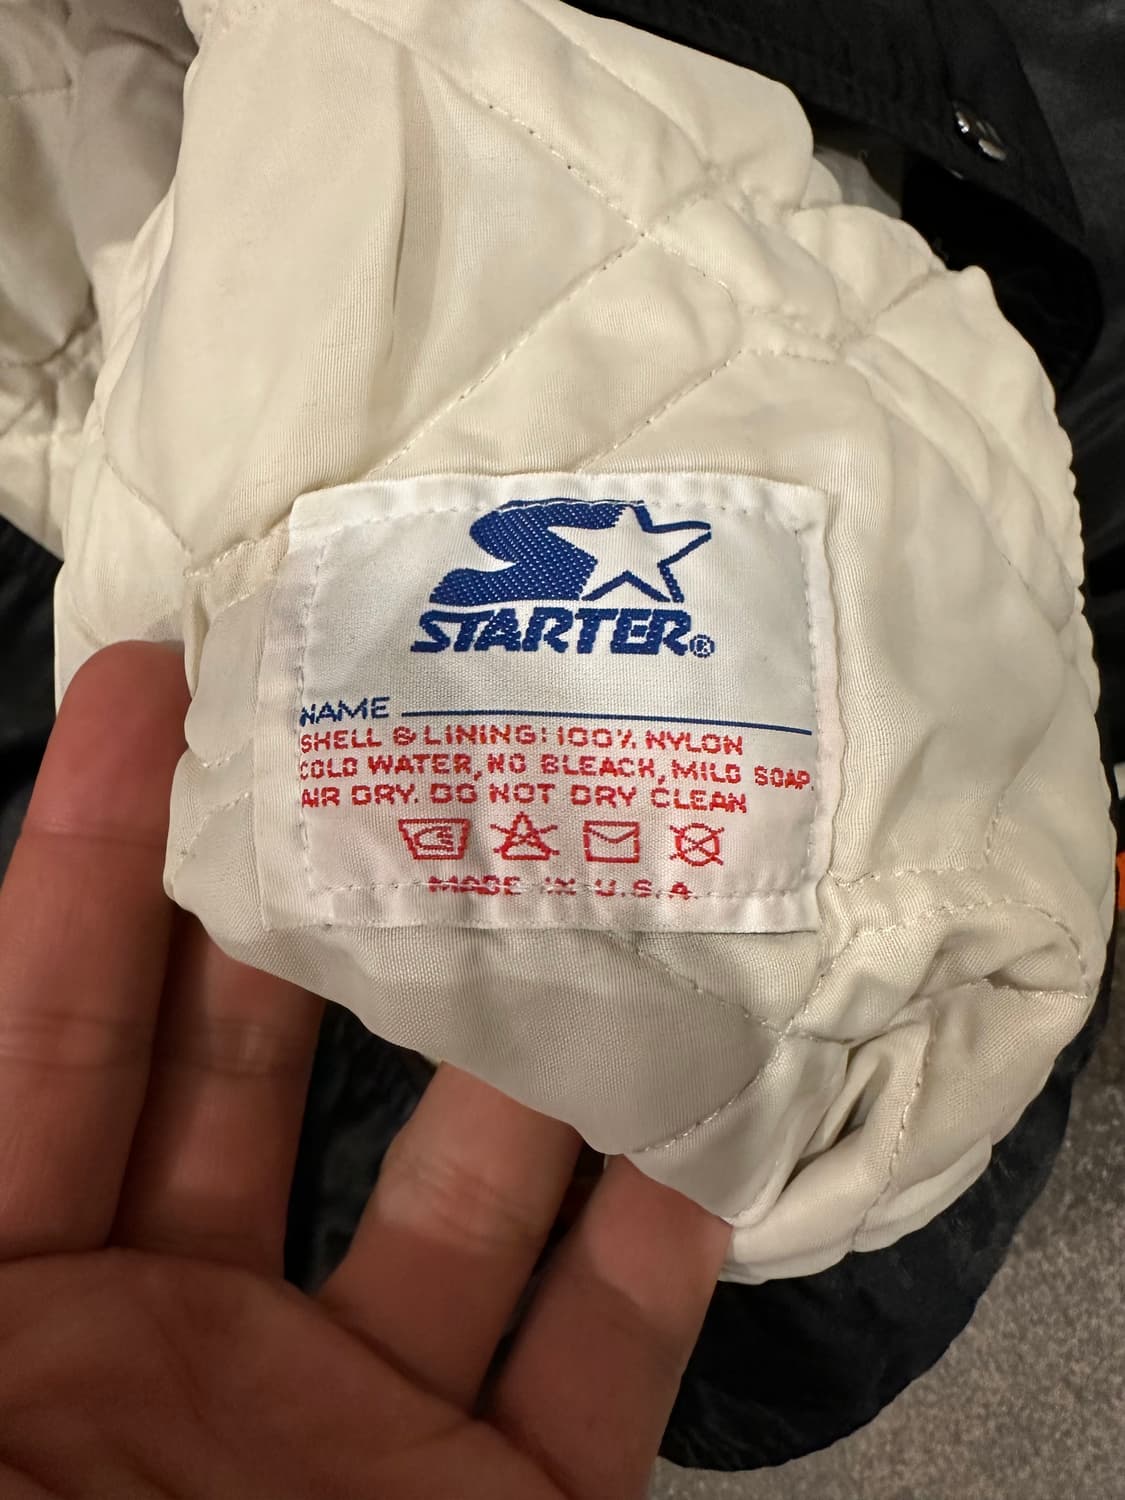 STARTER®
NAME
SHELL & LINING: 100% NYLON
COLD WATER, NO BLEACH, MILD SOAP.
AIR DRY. DO NOT DRY CLEAN
MADE IN U.S.A.